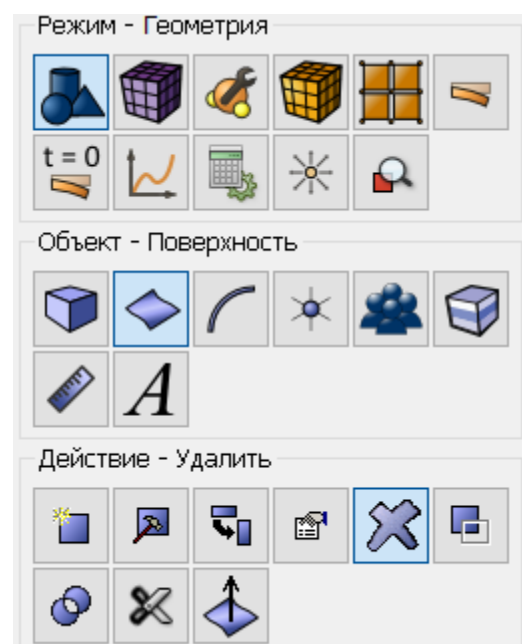 Режим - Геометрия
t = 0
Объект - Поверхность
A
Действие - Удалить